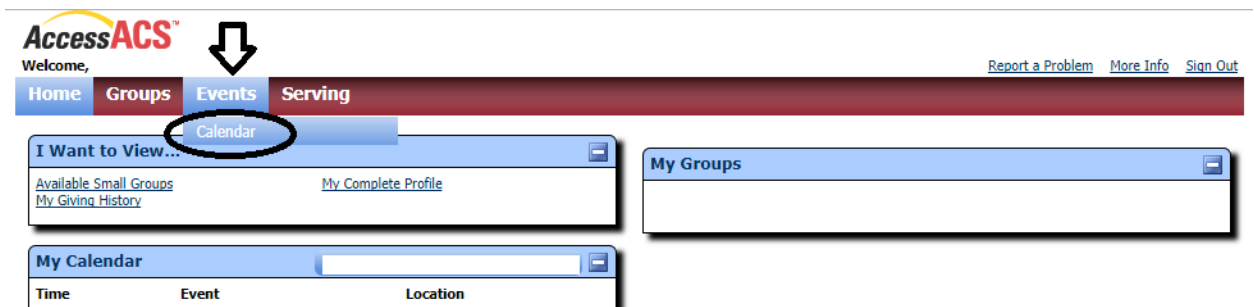 AccessACS™
Welcome,
Report a Problem More Info Sign Out
Home Groups Events Serving
Calendar
I Want to View...
Available Small Groups My Complete Profile
My Giving History
My Groups
My Calendar
Time Event Location